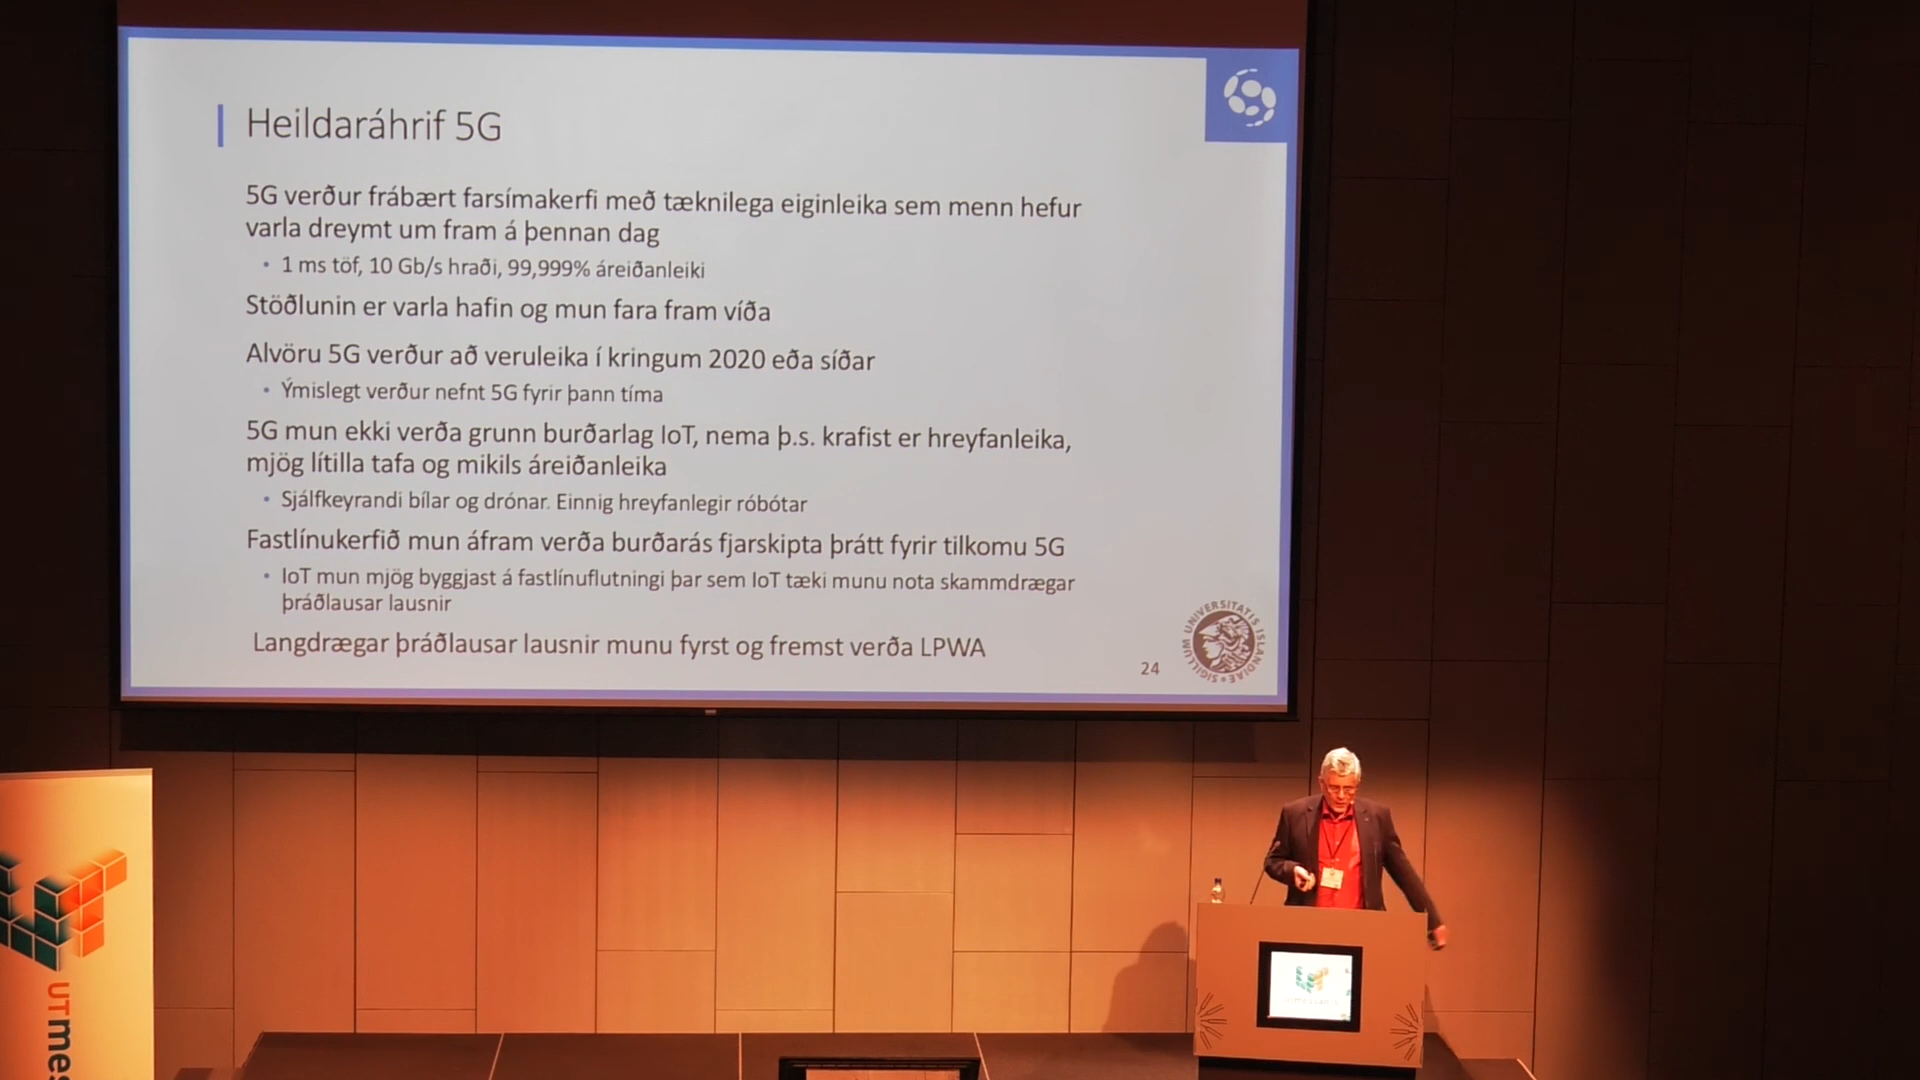 Heildaráhrif 5G
5G verður frábært farsímakerfi með tæknilega eiginleika sem menn hefur
varla dreymt um fram á þennan dag
• 1 ms töf, 10 Gb/s hraði, 99,999% áreiðanleiki
Stöðlunin er varla hafin og mun fara fram víða
Alvöru 5G verður að veruleika í kringum 2020 eða síðar
• Ýmislegt verður nefnt 5G fyrir þann tíma
5G mun ekki verða grunn burðarlag IoT, nema þ.s. krafist er hreyfanleika,
mjög lítilla tafa og mikils áreiðanleika
• Sjálfkeyrandi bílar og drónar. Einnig hreyfanlegir róbótar
Fastlínukerfið mun áfram verða burðarás fjarskipta þrátt fyrir tilkomu 5G
• IoT mun mjög byggjast á fastlínuflutningi þar sem IoT tæki munu nota skammdrægar
þráðlausar lausnir
Langdrægar þráðlausar lausnir munu fyrst og fremst verða LPWA
24
SIGILLUM UNIVERSITATIS ISLANDIAE
UTmes